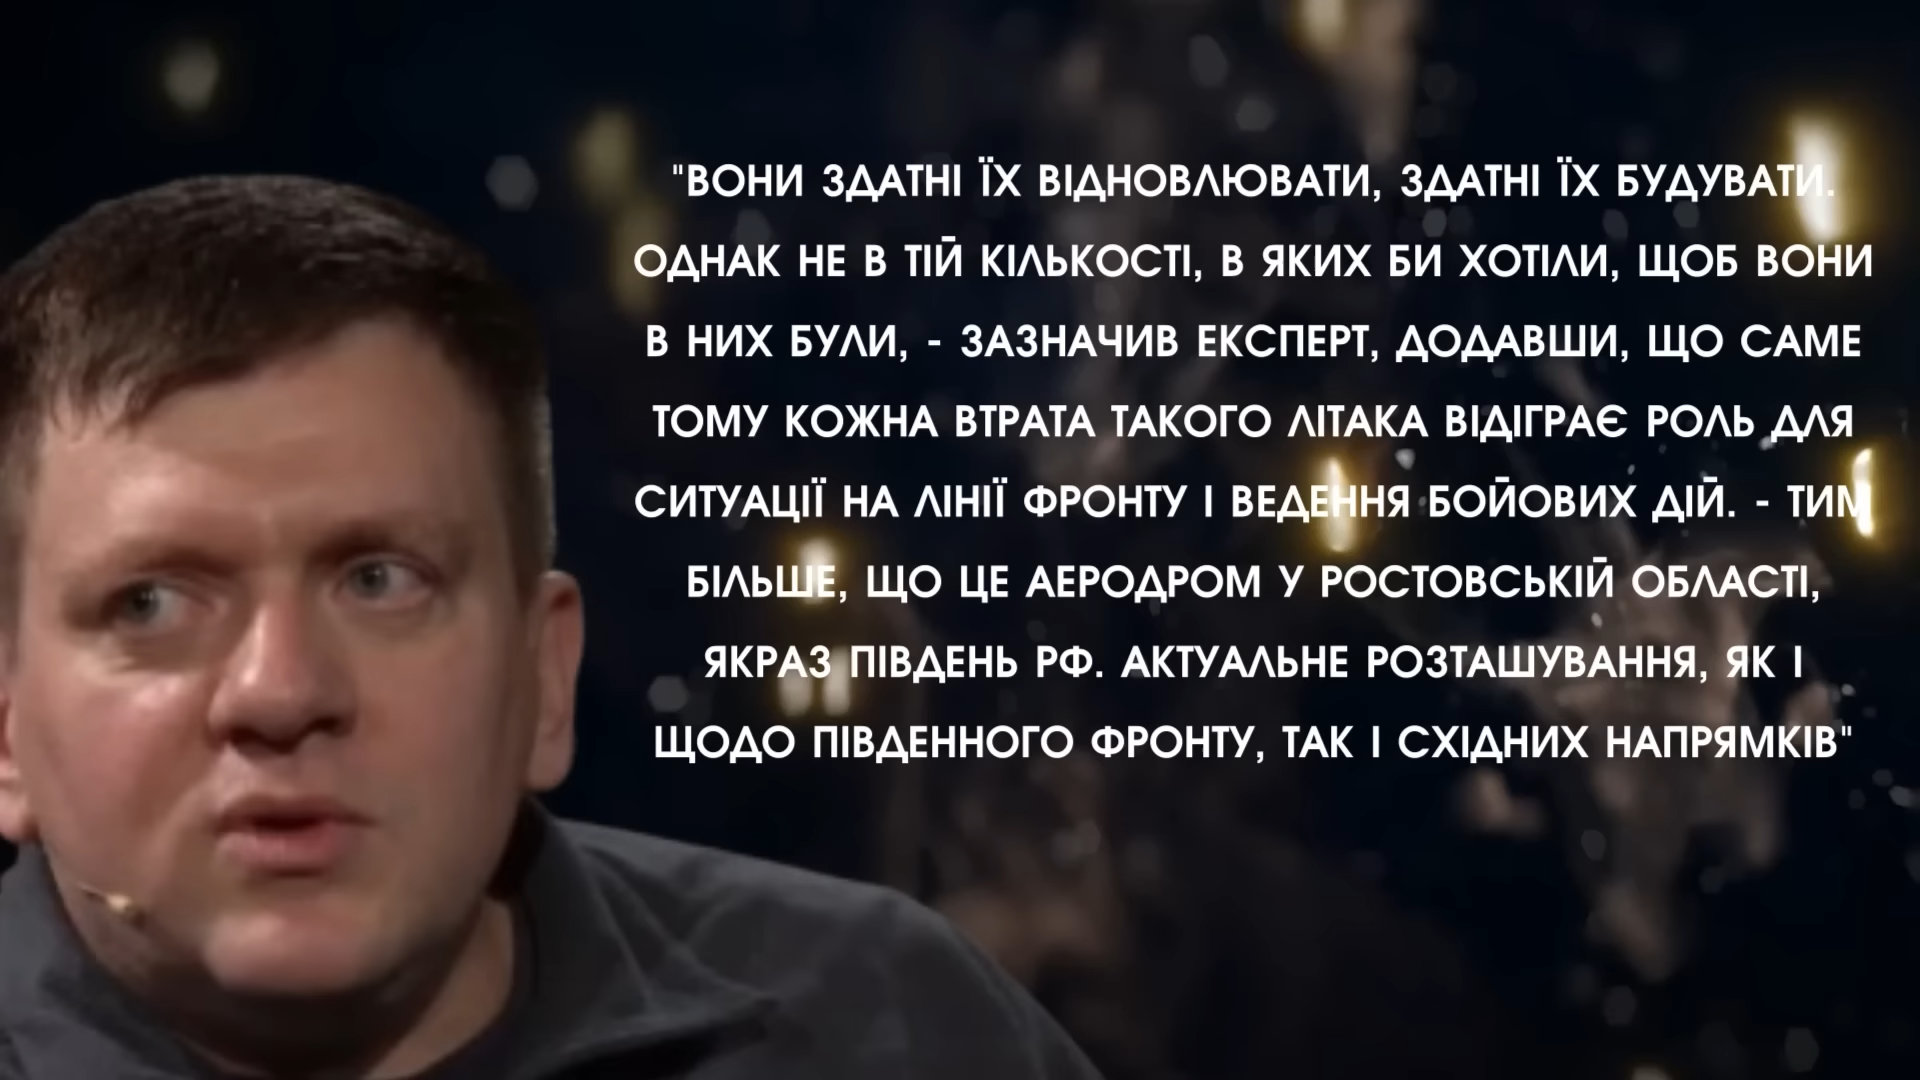 "ВОНИ ЗДАТНІ ЇХ ВІДНОВЛЮВАТИ, ЗДАТНІ ЇХ БУДУВАТИ.
ОДНАК НЕ В ТІЙ КІЛЬКОСТІ, В ЯКИХ БИ ХОТІЛИ, ЩОБ ВОНИ
В НИХ БУЛИ, - ЗАЗНАЧИВ ЕКСПЕРТ, ДОДАВШИ, ЩО САМЕ
ТОМУ КОЖНА ВТРАТА ТАКОГО ЛІТАКА ВІДІГРАЄ РОЛЬ ДЛЯ
СИТУАЦІЇ НА ЛІНІЇ ФРОНТУ І ВЕДЕННЯ БОЙОВИХ ДІЙ. - ТИМ
БІЛЬШЕ, ЩО ЦЕ АЕРОДРОМ У РОСТОВСЬКІЙ ОБЛАСТІ,
ЯКРАЗ ПІВДЕНЬ РФ. АКТУАЛЬНЕ РОЗТАШУВАННЯ, ЯК І
ЩОДО ПІВДЕННОГО ФРОНТУ, ТАК І СХІДНИХ НАПРЯМКІВ"